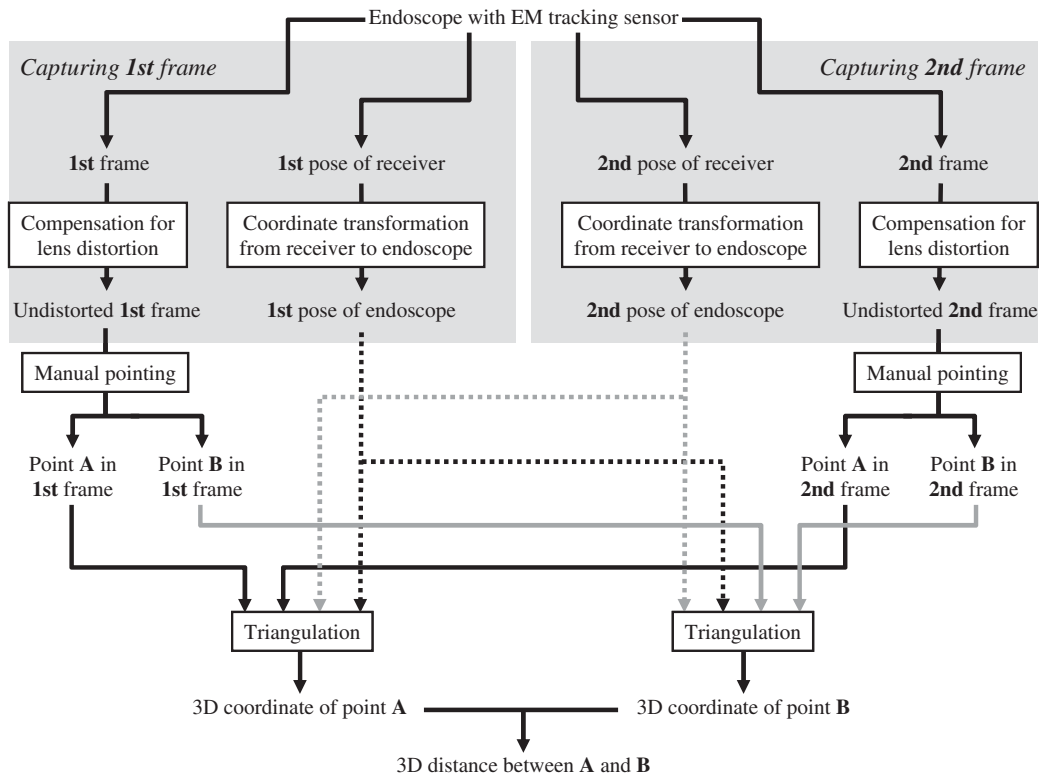 Endoscope with EM tracking sensor
Capturing 1st frame
Capturing 2nd frame
1st frame
1st pose of receiver
2nd pose of receiver
2nd frame
Compensation for
lens distortion
Coordinate transformation
from receiver to endoscope
Coordinate transformation
from receiver to endoscope
Compensation for
lens distortion
Undistorted 1st frame
1st pose of endoscope
2nd pose of endoscope
Undistorted 2nd frame
Manual pointing
Manual pointing
Point A in
1st frame
Point B in
1st frame
Point A in
2nd frame
Point B in
2nd frame
Triangulation
Triangulation
3D coordinate of point A
3D coordinate of point B
3D distance between A and B